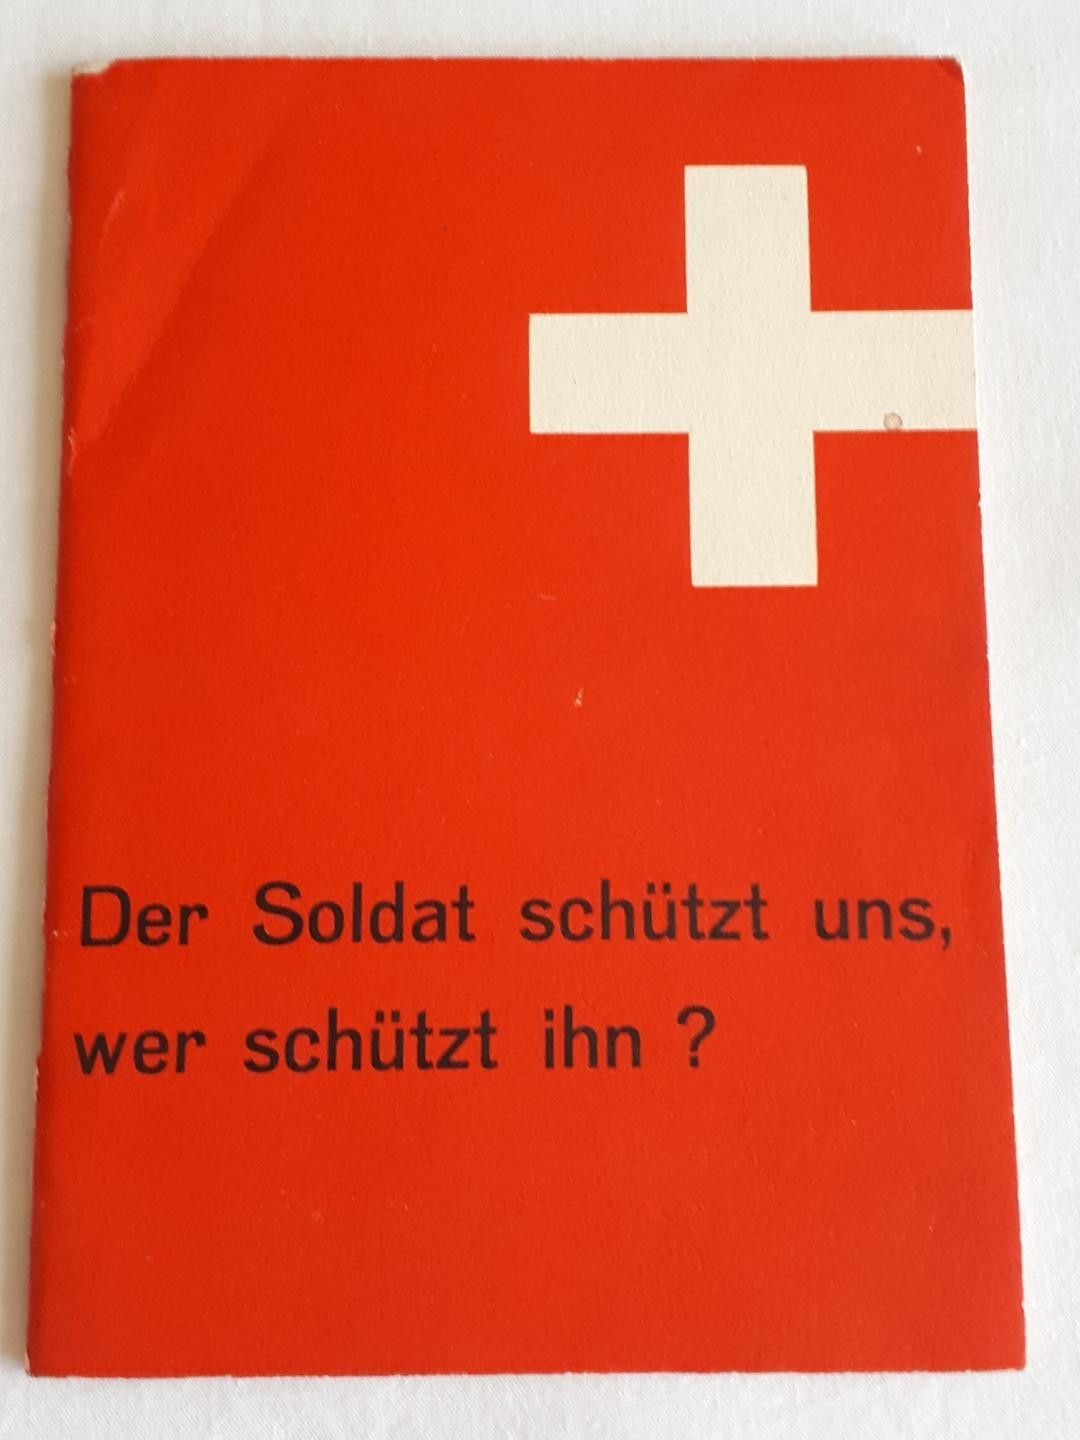 Der Soldat schützt uns,
wer schützt ihn ?